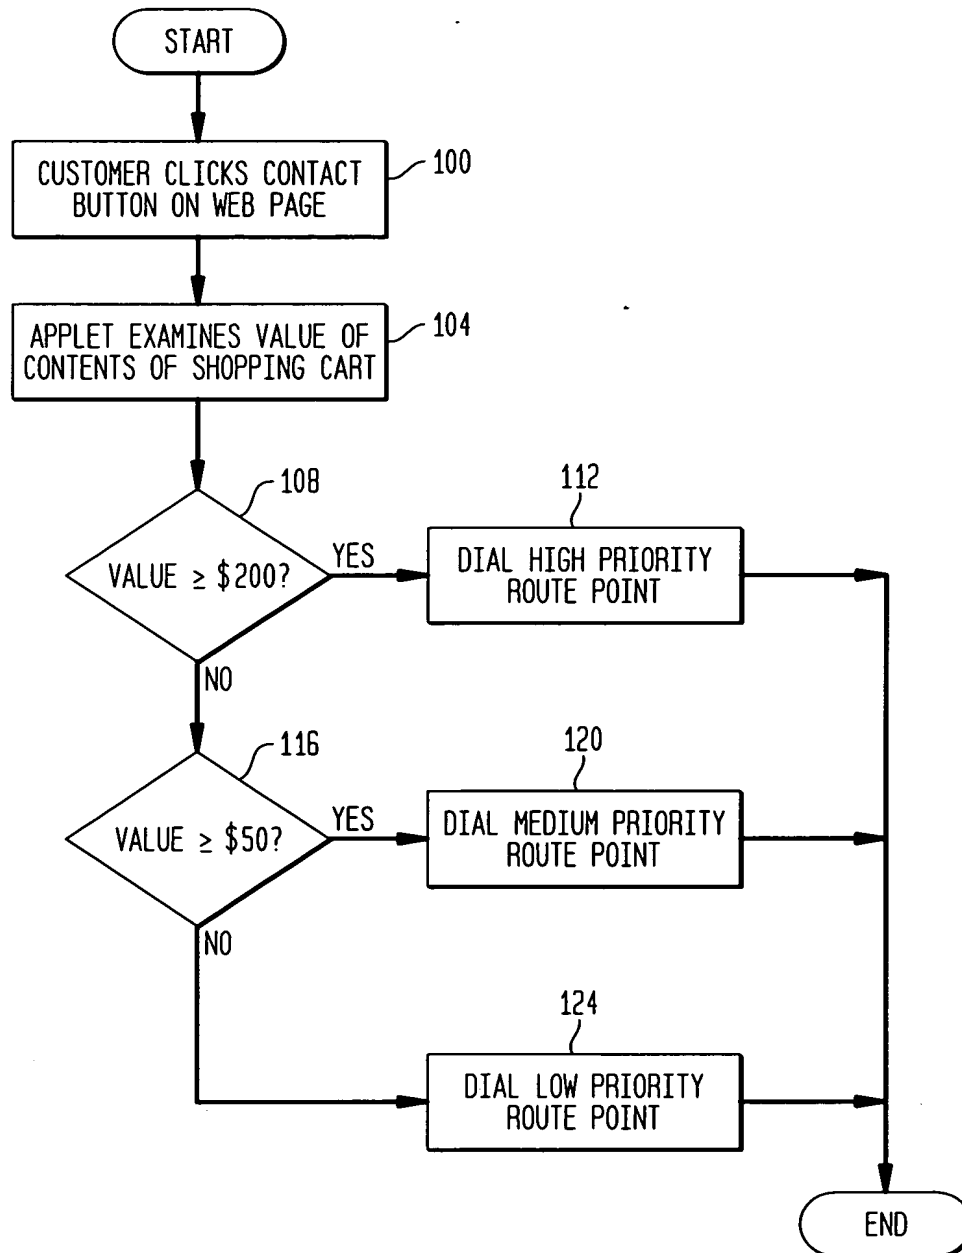 START
CUSTOMER CLICKS CONTACT
BUTTON ON WEB PAGE
100
APPLET EXAMINES VALUE OF
CONTENTS OF SHOPPING CART
104
108
VALUE ≥ $200?
YES
NO
112
DIAL HIGH PRIORITY
ROUTE POINT
116
VALUE ≥ $50?
YES
NO
120
DIAL MEDIUM PRIORITY
ROUTE POINT
124
DIAL LOW PRIORITY
ROUTE POINT
END